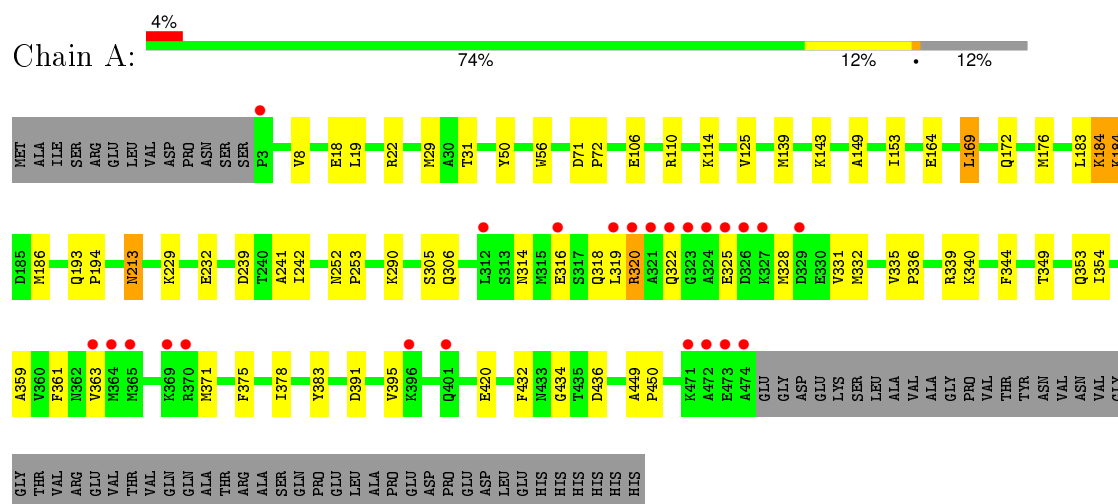 4%
Chain A:
74% 12% • 12%
MET ALA ILE SER ARG GLU LEU VAL ASP PRO ASN SER SER P3 V8 E18 L19 R22 M29 A30 T31 Y50 W56 D71 P72 E106 R110 K114 V125 M139 K143 A149 I153 E164 L169 Q172 M176 L183 K184 K184
D185 M186 Q193 P194 N213 K229 E232 D239 T240 A241 I242 N252 P253 K290 S305 Q306 L312 S313 N314 M315 E316 S317 Q318 L319 R320 A321 Q322 G323 A324 E325 D326 K327 M328 D329 E330 V331 M332 V335 P336 R339 K340 F344 T349 Q353 I354
A359 V360 F361 N362 V363 M364 M365 K369 R370 M371 F375 I378 Y383 D391 V395 K396 Q401 E420 F432 N433 G434 T435 D436 A449 P450 K471 A472 E473 A474 GLU GLY ASP GLU LYS SER LEU ALA VAL ALA GLY PRO VAL THR TYR ASN VAL ASN VAL GLY
GLY THR VAL ARG GLU VAL THR VAL GLN GLN ALA THR ARG ALA SER GLN PRO GLU LEU ALA PRO GLU ASP PRO GLU ASP LEU GLU HIS HIS HIS HIS HIS HIS